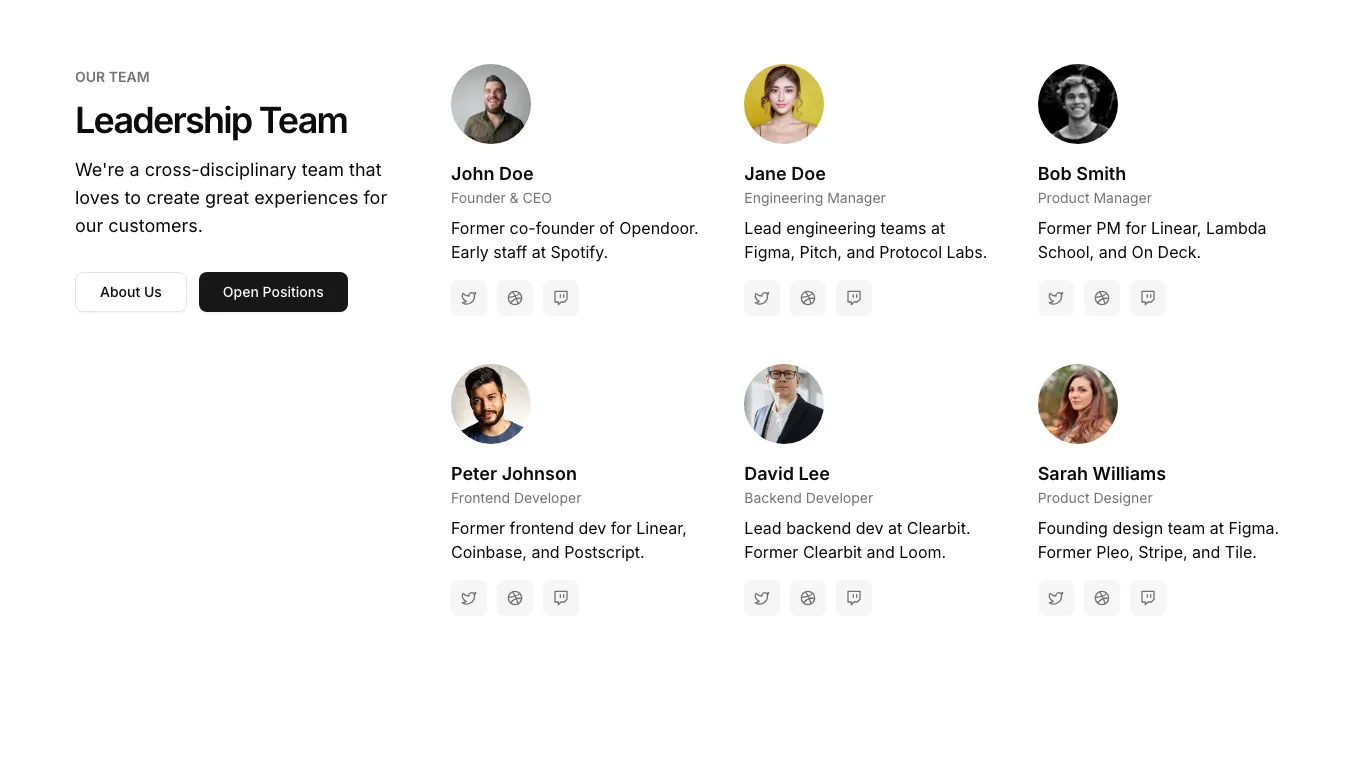 OUR TEAM
Leadership Team
We're a cross-disciplinary team that
loves to create great experiences for
our customers.
About Us
Open Positions
John Doe
Founder & CEO
Former co-founder of Opendoor.
Early staff at Spotify.
Jane Doe
Engineering Manager
Lead engineering teams at
Figma, Pitch, and Protocol Labs.
Bob Smith
Product Manager
Former PM for Linear, Lambda
School, and On Deck.
Peter Johnson
Frontend Developer
Former frontend dev for Linear,
Coinbase, and Postscript.
David Lee
Backend Developer
Lead backend dev at Clearbit.
Former Clearbit and Loom.
Sarah Williams
Product Designer
Founding design team at Figma.
Former Pleo, Stripe, and Tile.